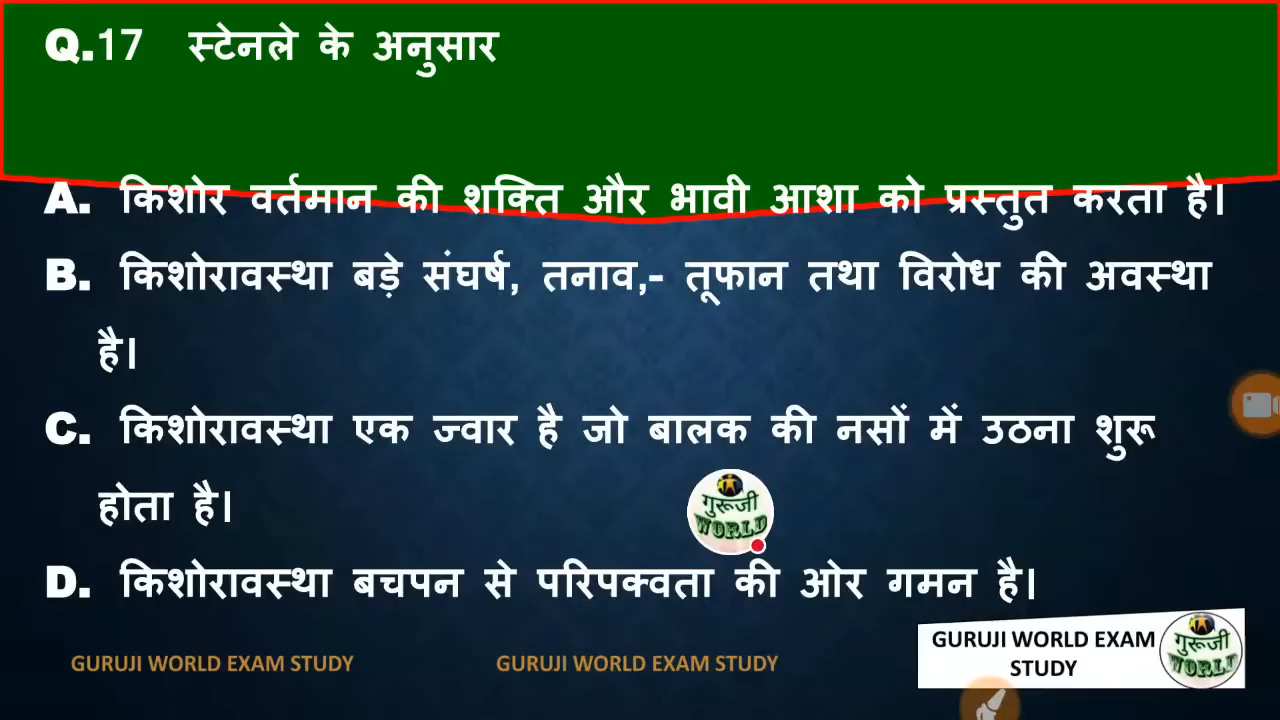 Q.17 स्टेनले के अनुसार
A. किशोर वर्तमान की शक्ति और भावी आशा को प्रस्तुत करता है।
B. किशोरावस्था बड़े संघर्ष, तनाव,- तूफान तथा विरोध की अवस्था
है।
C. किशोरावस्था एक ज्वार है जो बालक की नसों में उठना शुरू
होता है।
गुरूजी
WORLD
D. किशोरावस्था बचपन से परिपक्वता की ओर गमन है।
GURUJI WORLD EXAM STUDY
GURUJI WORLD EXAM STUDY
GURUJI WORLD EXAM
STUDY
गुरूजी
WORLD